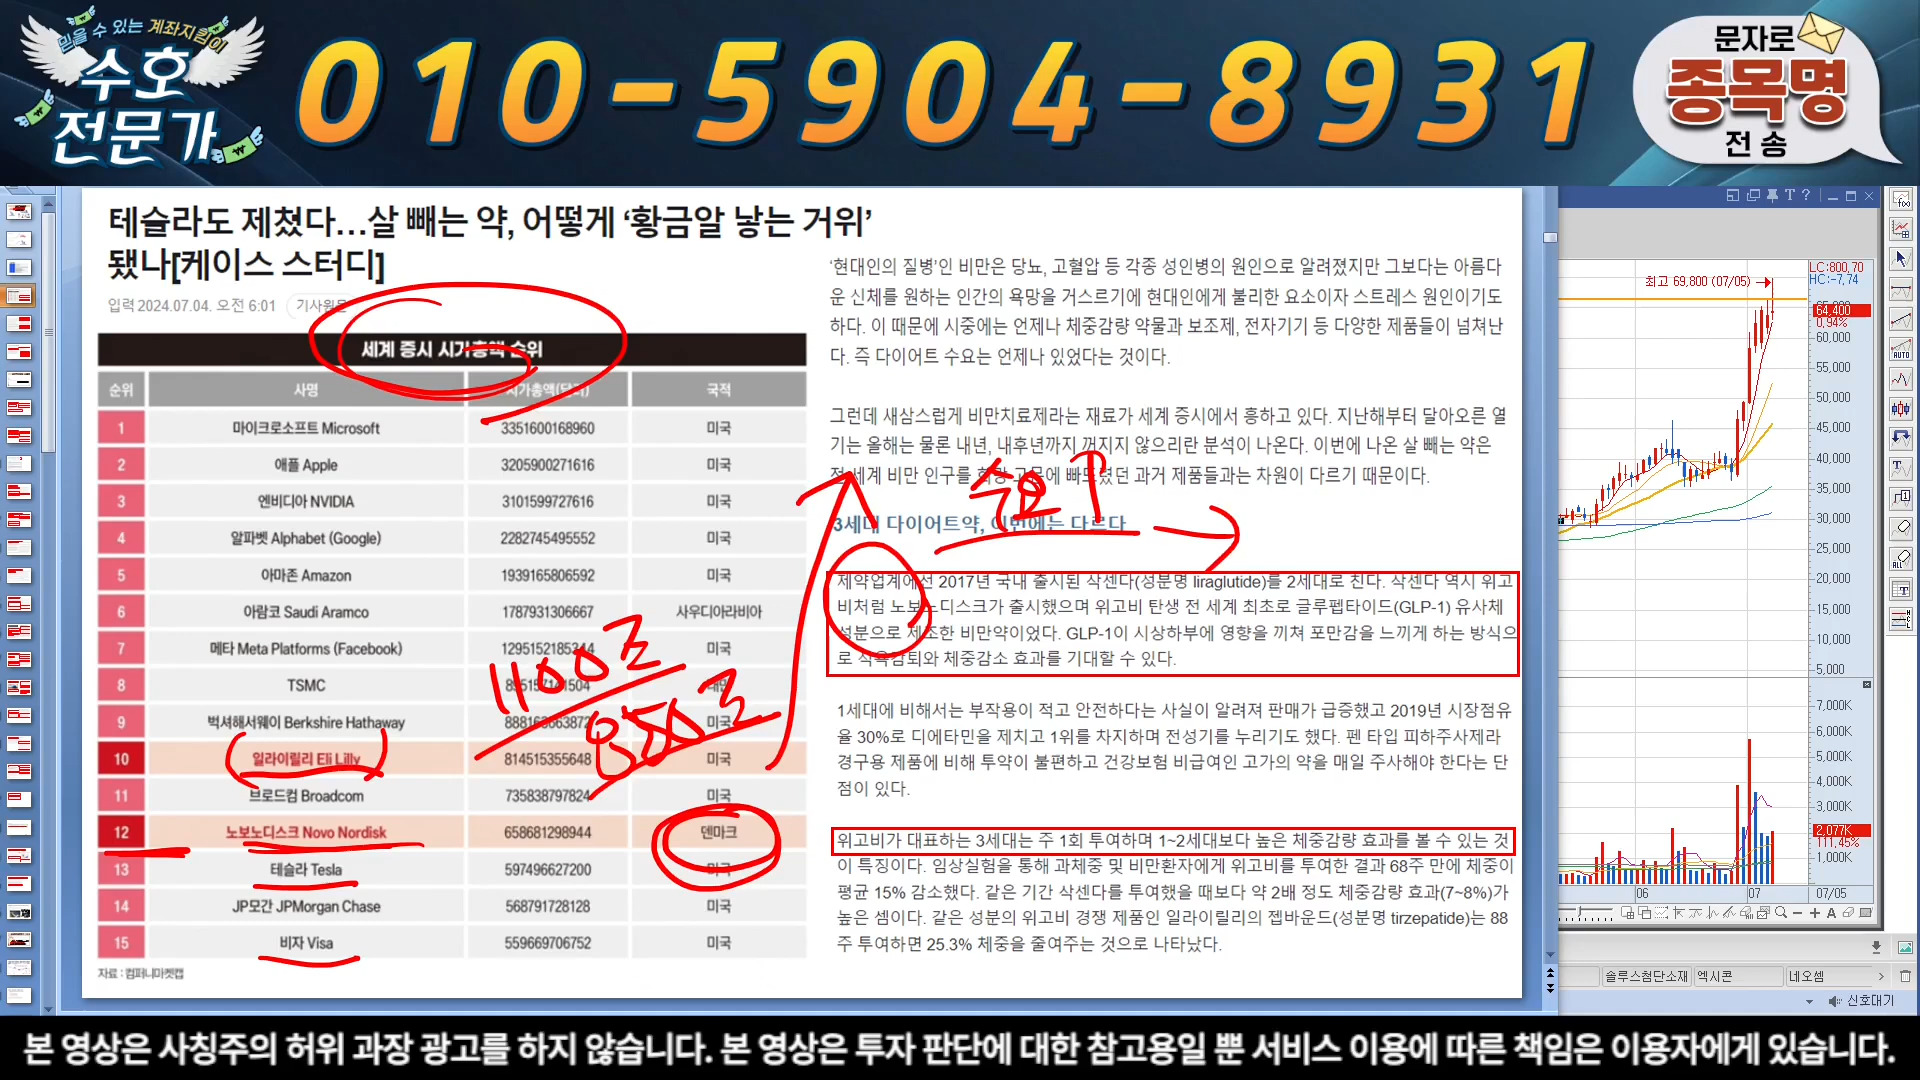 믿을 수 있는 계좌지킴이
수호
전문가
010-5904-8931
문자로
종목명
전송
테슬라도 제쳤다...살 빼는 약, 어떻게 ‘황금알 낳는 거위’
됐나[케이스 스터디]
입력 2024.07.04. 오전 6:01 기사원문
세계 증시 시가총액 순위
순위 사명 시가총액(달러) 국적
1 마이크로소프트 Microsoft 3351600168960 미국
2 애플 Apple 3205900271616 미국
3 엔비디아 NVIDIA 3101599727616 미국
4 알파벳 Alphabet (Google) 2282745495552 미국
5 아마존 Amazon 1939165806592 미국
6 아람코 Saudi Aramco 1787931306667 사우디아라비아
7 메타 Meta Platforms (Facebook) 미국
8 TSMC 대만
9 벅셔해서웨이 Berkshire Hathaway 미국
10 일라이릴리 Eli Lilly 814515355648 미국
11 브로드컴 Broadcom 735838797824 미국
12 노보노디스크 Novo Nordisk 658681298944 덴마크
13 테슬라 Tesla 597496627200 미국
14 JP모간 JPMorgan Chase 568791728128 미국
15 비자 Visa 559669706752 미국
자료 : 컴퍼니마켓캡
1100조
850조
‘현대인의 질병’인 비만은 당뇨, 고혈압 등 각종 성인병의 원인으로 알려졌지만 그보다는 아름다
운 신체를 원하는 인간의 욕망을 거스르기에 현대인에게 불리한 요소이자 스트레스 원인이기도
하다. 이 때문에 시중에는 언제나 체중감량 약물과 보조제, 전자기기 등 다양한 제품들이 넘쳐난
다. 즉 다이어트 수요는 언제나 있었다는 것이다.
그런데 새삼스럽게 비만치료제라는 재료가 세계 증시에서 흥하고 있다. 지난해부터 달아오른 열
기는 올해는 물론 내년, 내후년까지 꺼지지 않으리란 분석이 나온다. 이번에 나온 살 빼는 약은
전 세계 비만 인구를 희망 고문에 빠뜨렸던 과거 제품들과는 차원이 다르기 때문이다.
수요↑
3세대 다이어트약, 이번에는 다르다
제약업계에선 2017년 국내 출시된 삭센다(성분명 liraglutide)를 2세대로 친다. 삭센다 역시 위고
비처럼 노보노디스크가 출시했으며 위고비 탄생 전 세계 최초로 글루펩타이드(GLP-1) 유사체
성분으로 제조한 비만약이었다. GLP-1이 시상하부에 영향을 끼쳐 포만감을 느끼게 하는 방식으
로 식욕감퇴와 체중감소 효과를 기대할 수 있다.
1세대에 비해서는 부작용이 적고 안전하다는 사실이 알려져 판매가 급증했고 2019년 시장점유
율 30%로 디에타민을 제치고 1위를 차지하며 전성기를 누리기도 했다. 펜 타입 피하주사제라
경구용 제품에 비해 투약이 불편하고 건강보험 비급여인 고가의 약을 매일 주사해야 한다는 단
점이 있다.
위고비가 대표하는 3세대는 주 1회 투여하며 1~2세대보다 높은 체중감량 효과를 볼 수 있는 것
이 특징이다. 임상실험을 통해 과체중 및 비만환자에게 위고비를 투여한 결과 68주 만에 체중이
평균 15% 감소했다. 같은 기간 삭센다를 투여했을 때보다 약 2배 정도 체중감량 효과(7~8%)가
높은 셈이다. 같은 성분의 위고비 경쟁 제품인 일라이릴리의 젭바운드(성분명 tirzepatide)는 88
주 투여하면 25.3% 체중을 줄여주는 것으로 나타났다.
최고 69,800 (07/05)
LC:800,70
HC:-7,74
64,400
0,94%
60,000
55,000
50,000
45,000
40,000
35,000
30,000
25,000
20,000
15,000
10,000
5,000
7,000K
6,000K
5,000K
4,000K
3,000K
2,077K
111,45%
1,000K
06 07 07/05
솔루스첨단소재 엑시콘 네오셈
신호대기
본 영상은 사칭주의 허위 과장 광고를 하지 않습니다. 본 영상은 투자 판단에 대한 참고용일 뿐 서비스 이용에 따른 책임은 이용자에게 있습니다.